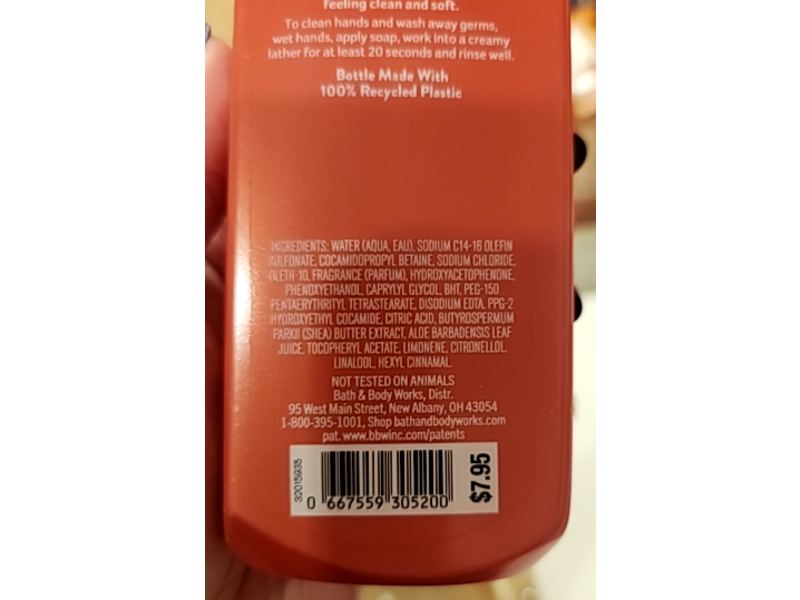 feeling clean and soft.
To clean hands and wash away germs,
wet hands, apply soap, work into a creamy
lather for at least 20 seconds and rinse well.
Bottle Made With
100% Recycled Plastic
INGREDIENTS: WATER (AQUA, EAU), SODIUM C14-16 OLEFIN
SULFONATE, COCAMIDOPROPYL BETAINE, SODIUM CHLORIDE,
OLETH-10, FRAGRANCE (PARFUM), HYDROXYACETOPHENONE,
PHENOXYETHANOL, CAPRYLYL GLYCOL, BHT, PEG-150
PENTAERYTHRITYL TETRASTEARATE, DISODIUM EDTA, PPG-2
HYDROXYETHYL COCAMIDE, CITRIC ACID, BUTYROSPERMUM
PARKII (SHEA) BUTTER EXTRACT, ALOE BARBADENSIS LEAF
JUICE, TOCOPHERYL ACETATE, LIMONENE, CITRONELLOL,
LINALOOL, HEXYL CINNAMAL.
NOT TESTED ON ANIMALS
Bath & Body Works, Distr.
95 West Main Street, New Albany, OH 43054
1-800-395-1001, Shop bathandbodyworks.com
pat. www.bbwinc.com/patents
32015935
0 667559 305200
$7.95